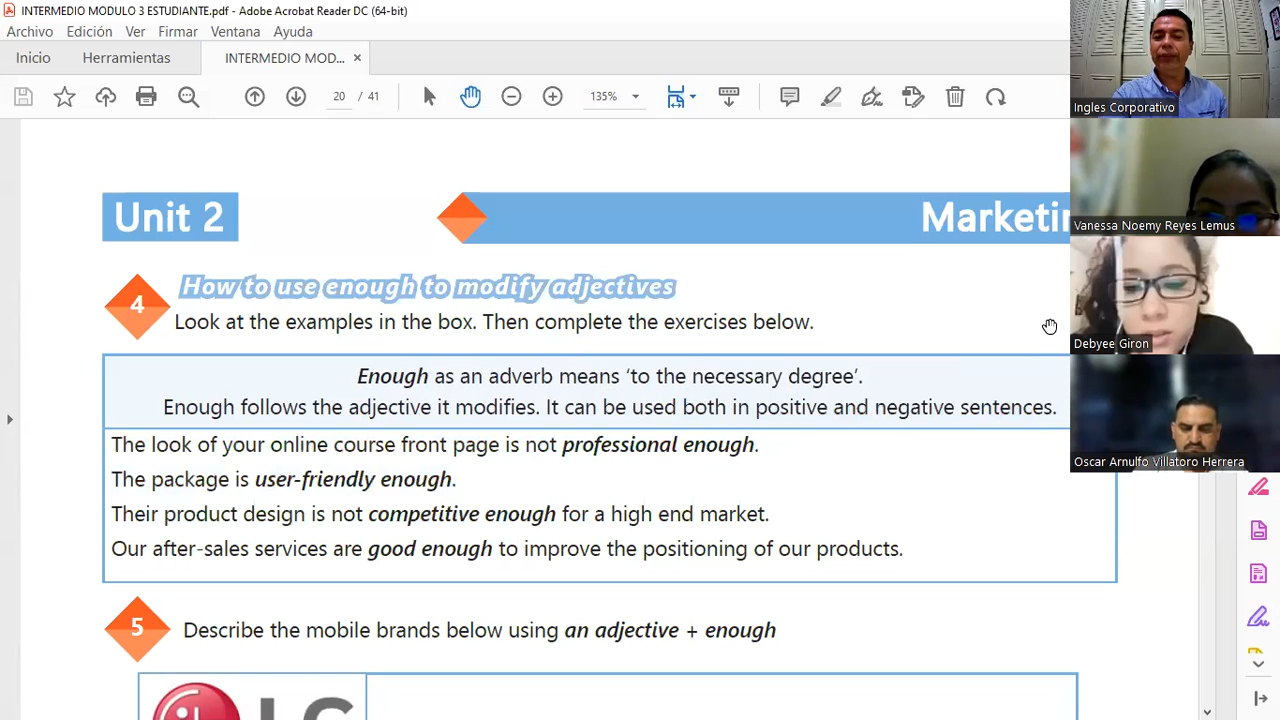 INTERMEDIO MODULO 3 ESTUDIANTE.pdf - Adobe Acrobat Reader DC (64-bit)
Archivo Edición Ver Firmar Ventana Ayuda
Inicio Herramientas INTERMEDIO MOD... ×
20 / 41 135%
Ingles Corporativo
Vanessa Noemy Reyes Lemus
Debyee Giron
Oscar Arnulfo Villatoro Herrera
Unit 2
4 How to use enough to modify adjectives
Look at the examples in the box. Then complete the exercises below.
Enough as an adverb means ‘to the necessary degree’.
Enough follows the adjective it modifies. It can be used both in positive and negative sentences.
The look of your online course front page is not professional enough.
The package is user-friendly enough.
Their product design is not competitive enough for a high end market.
Our after-sales services are good enough to improve the positioning of our products.
5 Describe the mobile brands below using an adjective + enough
LG